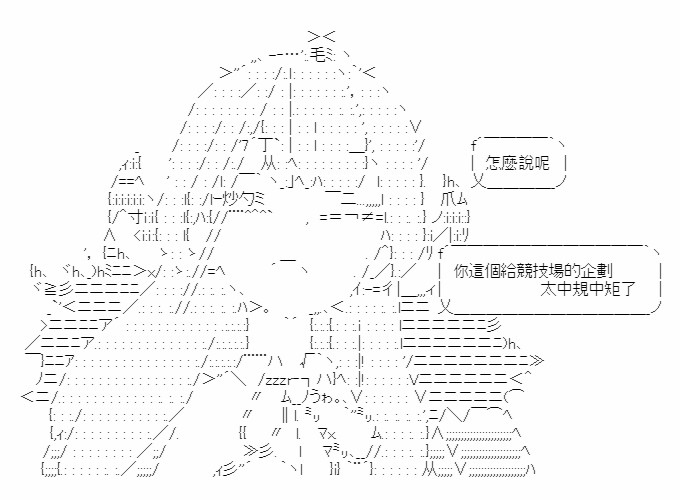 怎麼說呢
你這個給競技場的企劃
太中規中矩了